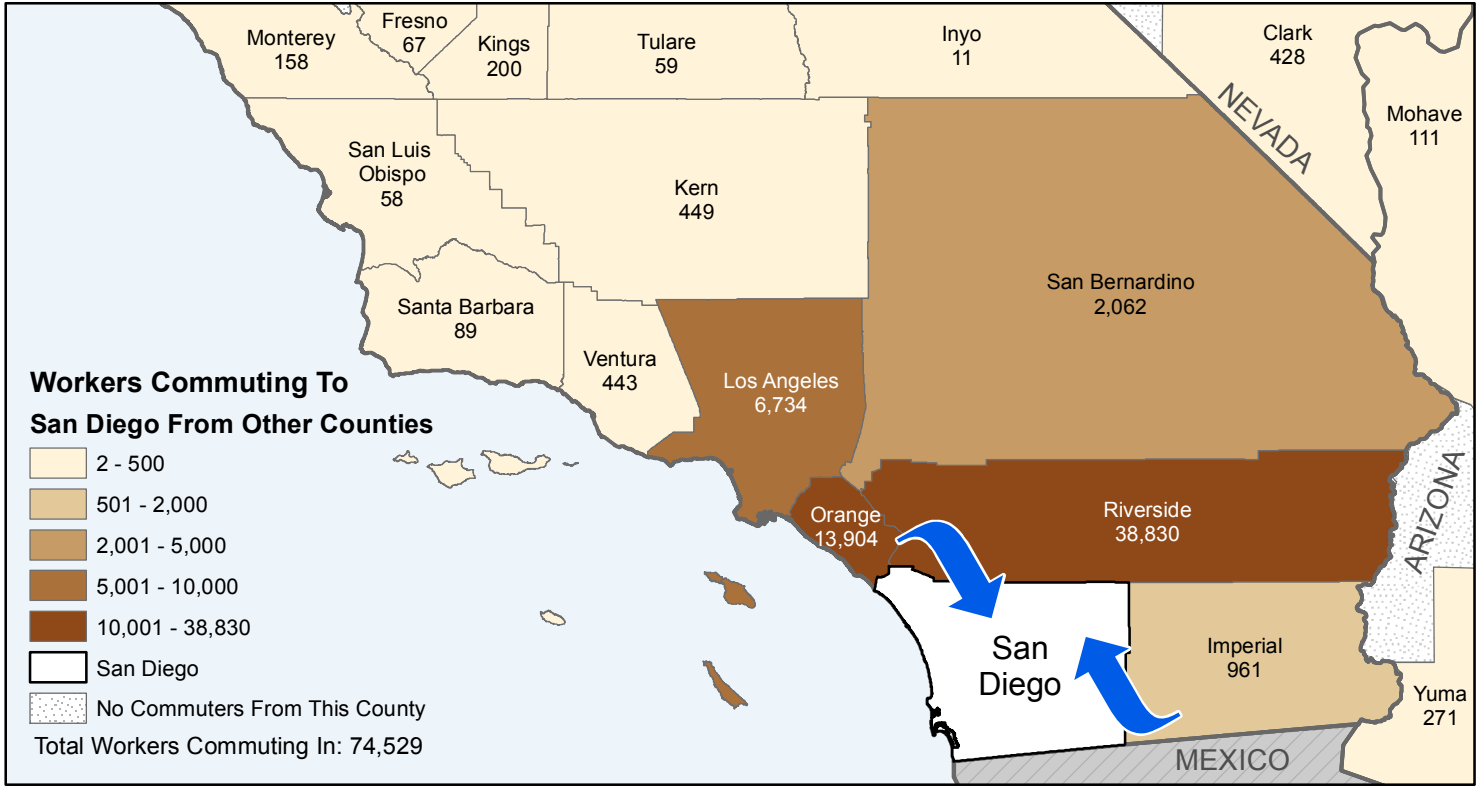 Monterey
158
Fresno
67
Kings
200
Tulare
59
Inyo
11
Clark
428
NEVADA
Mohave
111
San Luis
Obispo
58
Kern
449
San Bernardino
2,062
Santa Barbara
89
Ventura
443
Los Angeles
6,734
Orange
13,904
Riverside
38,830
ARIZONA
San
Diego
Imperial
961
Yuma
271
MEXICO
Workers Commuting To
San Diego From Other Counties
2 - 500
501 - 2,000
2,001 - 5,000
5,001 - 10,000
10,001 - 38,830
San Diego
No Commuters From This County
Total Workers Commuting In: 74,529